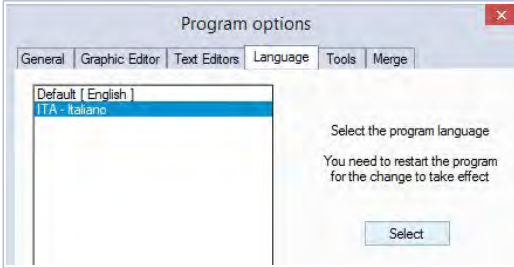 Program options
General Graphic Editor Text Editors Language Tools Merge
Default [ English ]
ITA - Italiano
Select the program language
You need to restart the program
for the change to take effect
Select